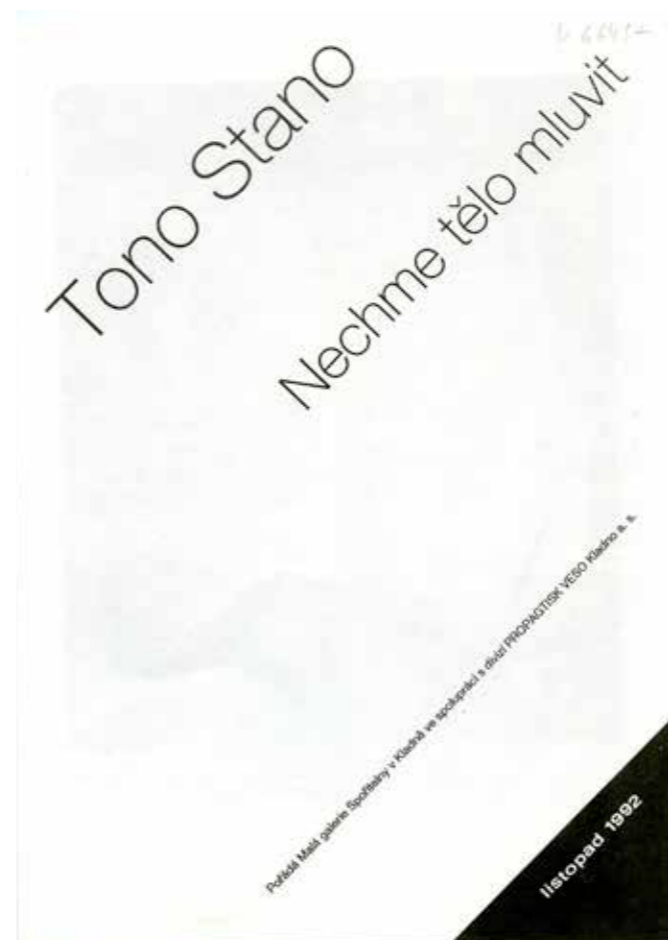 Tono Stano
Nechme tělo mluvit
Pořádá Malá galerie Spořitelny v Kladně ve spolupráci s divizí PROPAGTISK VESO Kladno a. s.
listopad 1992